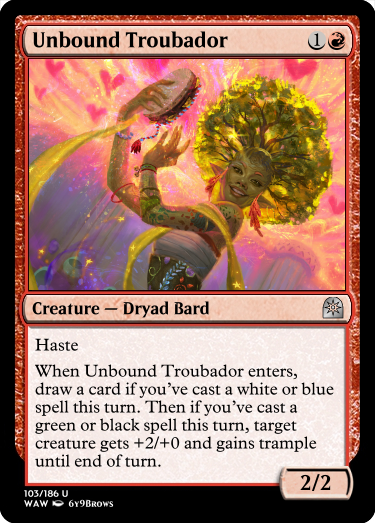 Unbound Troubador 1
Creature — Dryad Bard
Haste
When Unbound Troubador enters,
draw a card if you've cast a white or blue
spell this turn. Then if you've cast a
green or black spell this turn, target
creature gets +2/+0 and gains trample
until end of turn.
2/2
103/186 U
WAW 6y9Brows